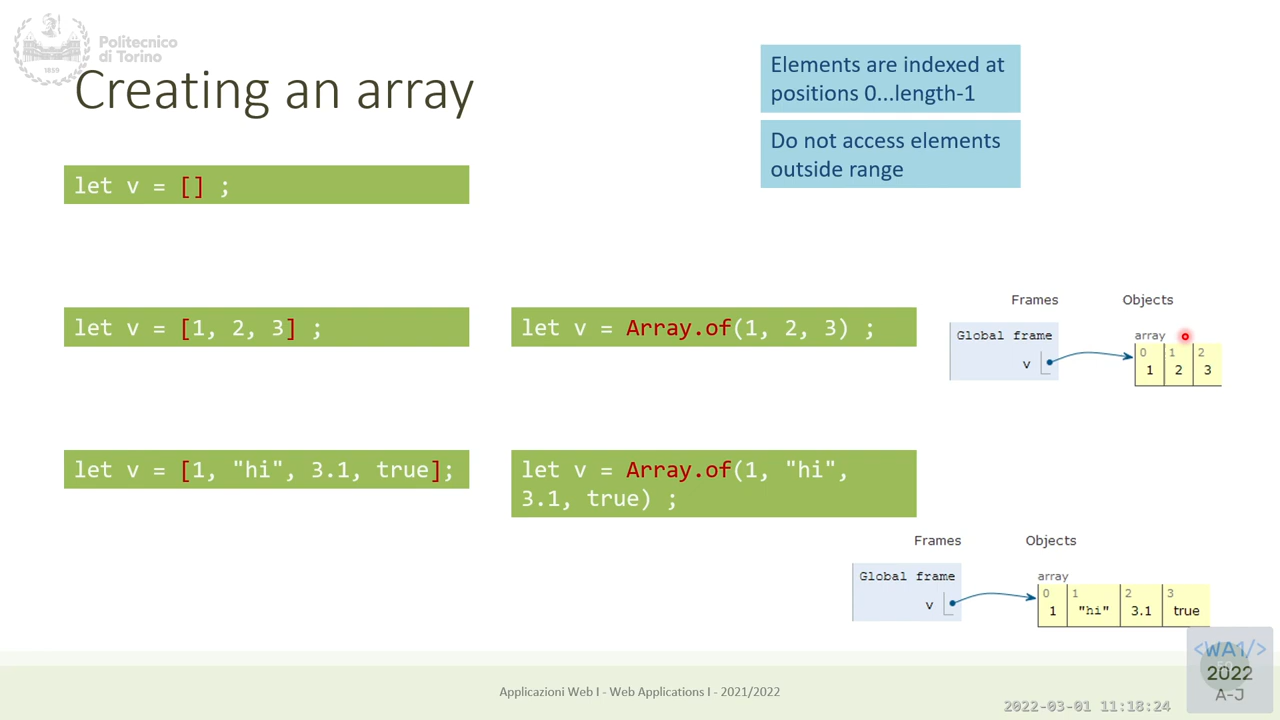 Politecnico
di Torino
1859
Creating an array
Elements are indexed at
positions 0...length-1
Do not access elements
outside range
let v = [] ;
let v = [1, 2, 3] ;
let v = Array.of(1, 2, 3) ;
Frames Objects
Global frame
v
array
0 1 2
1 2 3
let v = [1, "hi", 3.1, true];
let v = Array.of(1, "hi",
3.1, true) ;
Frames Objects
Global frame
v
array
0 1 2 3
1 "hi" 3.1 true
Applicazioni Web I - Web Applications I - 2021/2022
<WA1/>
2022
A-J
2022-03-01 11:18:24